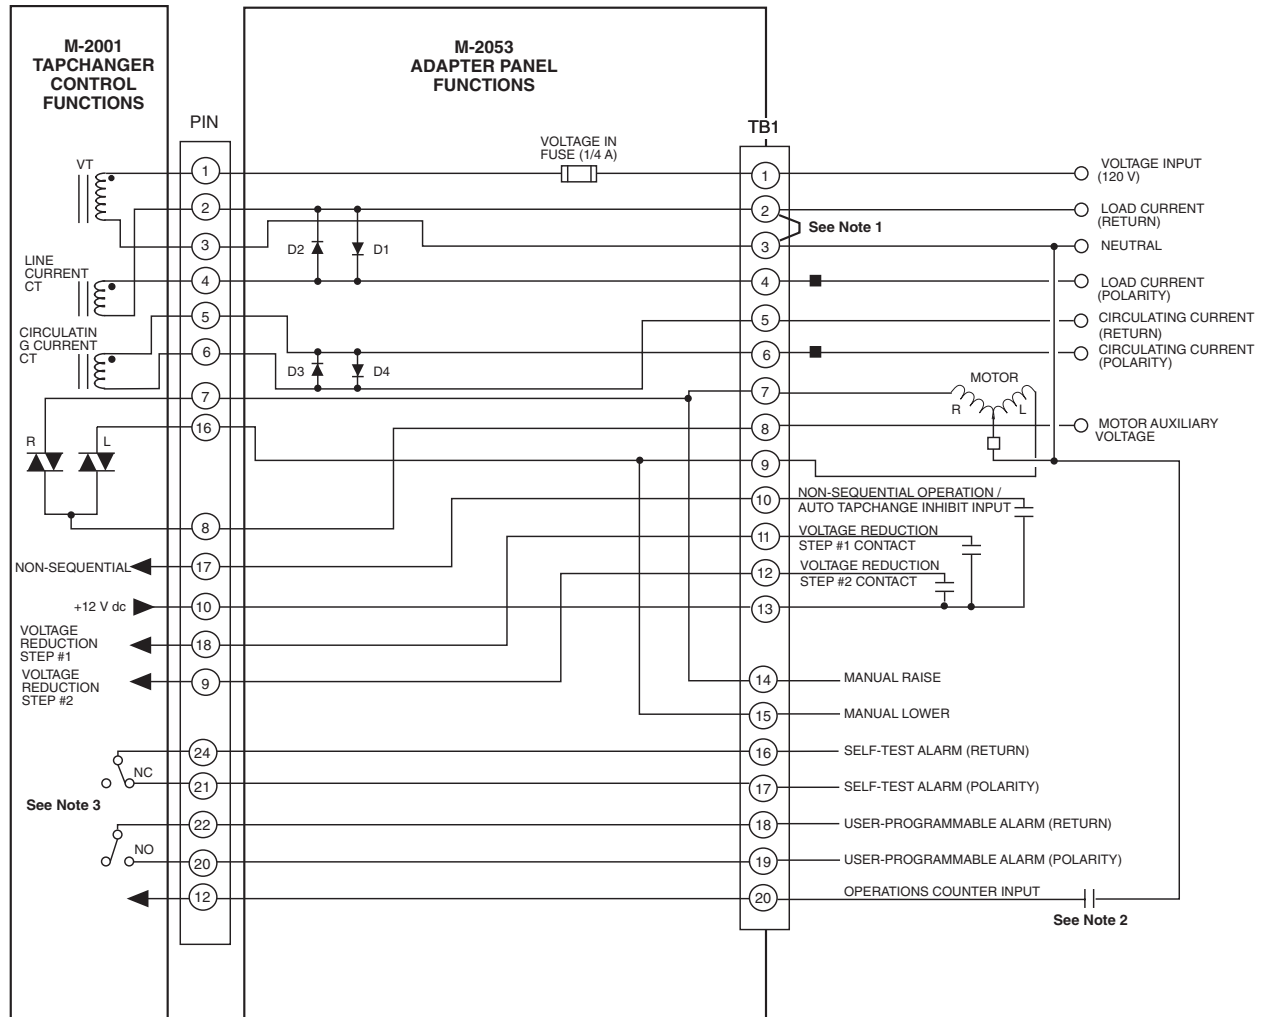 M-2001
TAPCHANGER
CONTROL
FUNCTIONS
M-2053
ADAPTER PANEL
FUNCTIONS
PIN
TB1
VOLTAGE IN
FUSE (1/4 A)
VT
1
1
VOLTAGE INPUT
(120 V)
2
2
LOAD CURRENT
(RETURN)
See Note 1
3
D2
D1
3
NEUTRAL
LINE
CURRENT
CT
4
4
LOAD CURRENT
(POLARITY)
5
5
CIRCULATING CURRENT
(RETURN)
CIRCULATIN
G CURRENT
CT
6
D3
D4
6
CIRCULATING CURRENT
(POLARITY)
7
7
MOTOR
R
L
16
8
MOTOR AUXILIARY
VOLTAGE
R
L
9
10
NON-SEQUENTIAL OPERATION /
AUTO TAPCHANGE INHIBIT INPUT
8
11
VOLTAGE REDUCTION
STEP #1 CONTACT
NON-SEQUENTIAL
17
12
VOLTAGE REDUCTION
STEP #2 CONTACT
+12 V dc
10
13
VOLTAGE
REDUCTION
STEP #1
18
VOLTAGE
REDUCTION
STEP #2
9
14
MANUAL RAISE
15
MANUAL LOWER
24
16
SELF-TEST ALARM (RETURN)
NC
21
17
SELF-TEST ALARM (POLARITY)
See Note 3
22
18
USER-PROGRAMMABLE ALARM (RETURN)
NO
20
19
USER-PROGRAMMABLE ALARM (POLARITY)
12
20
OPERATIONS COUNTER INPUT
See Note 2